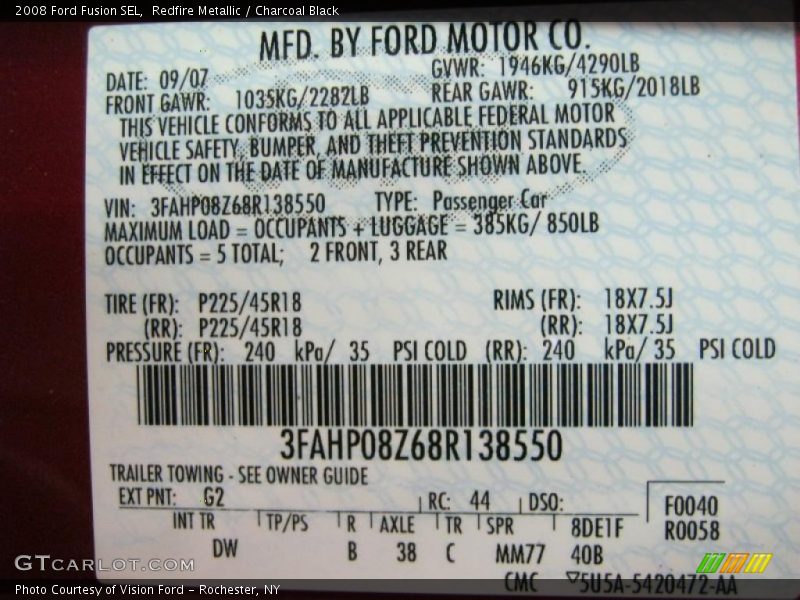 2008 Ford Fusion SEL, Redfire Metallic / Charcoal Black
MFD. BY FORD MOTOR CO.
DATE: 09/07 GVWR: 1946KG/4290LB
FRONT GAWR: 1035KG/2282LB REAR GAWR: 915KG/2018LB
THIS VEHICLE CONFORMS TO ALL APPLICABLE FEDERAL MOTOR
VEHICLE SAFETY, BUMPER, AND THEFT PREVENTION STANDARDS
IN EFFECT ON THE DATE OF MANUFACTURE SHOWN ABOVE.
VIN: 3FAHP08Z68R138550 TYPE: Passenger Car
MAXIMUM LOAD = OCCUPANTS + LUGGAGE = 385KG/ 850LB
OCCUPANTS = 5 TOTAL; 2 FRONT, 3 REAR
TIRE (FR): P225/45R18 RIMS (FR): 18X7.5J
(RR): P225/45R18 (RR): 18X7.5J
PRESSURE (FR): 240 kPa/ 35 PSI COLD (RR): 240 kPa/ 35 PSI COLD
3FAHP08Z68R138550
TRAILER TOWING - SEE OWNER GUIDE
EXT PNT: G2 RC: 44 DSO: F0040
INT TR TP/PS R AXLE TR SPR 8DE1F R0058
DW B 38 C MM77 40B
CMC ▽5U5A-5420472-AA
GTCARLOT.COM
Photo Courtesy of Vision Ford - Rochester, NY